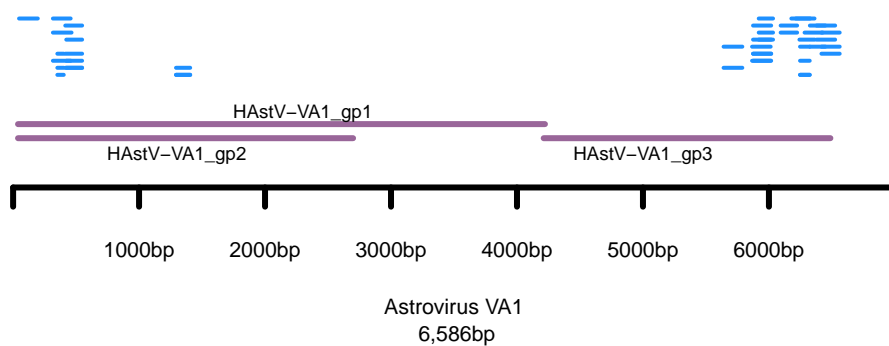 HAstV−VA1_gp1
HAstV−VA1_gp2
HAstV−VA1_gp3
1000bp
2000bp
3000bp
4000bp
5000bp
6000bp
Astrovirus VA1
6,586bp